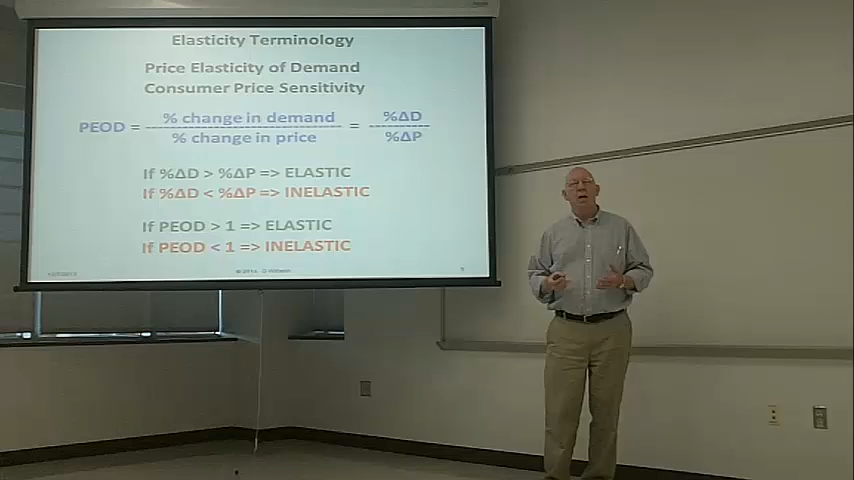 Elasticity Terminology
Price Elasticity of Demand
Consumer Price Sensitivity
PEOD = % change in demand / % change in price = %ΔD / %ΔP
If %ΔD > %ΔP => ELASTIC
If %ΔD < %ΔP => INELASTIC
If PEOD > 1 => ELASTIC
If PEOD < 1 => INELASTIC